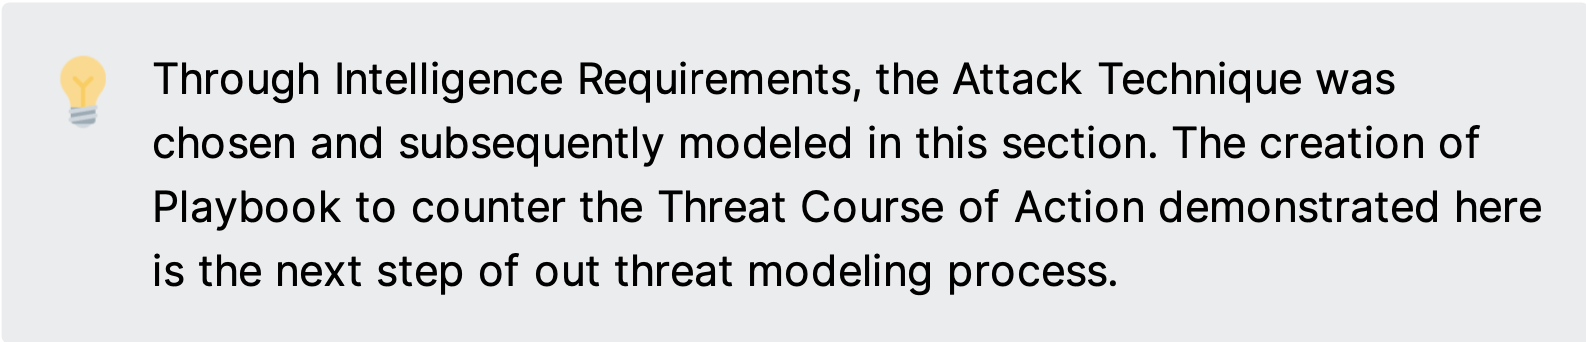 Through Intelligence Requirements, the Attack Technique was
chosen and subsequently modeled in this section. The creation of
Playbook to counter the Threat Course of Action demonstrated here
is the next step of out threat modeling process.